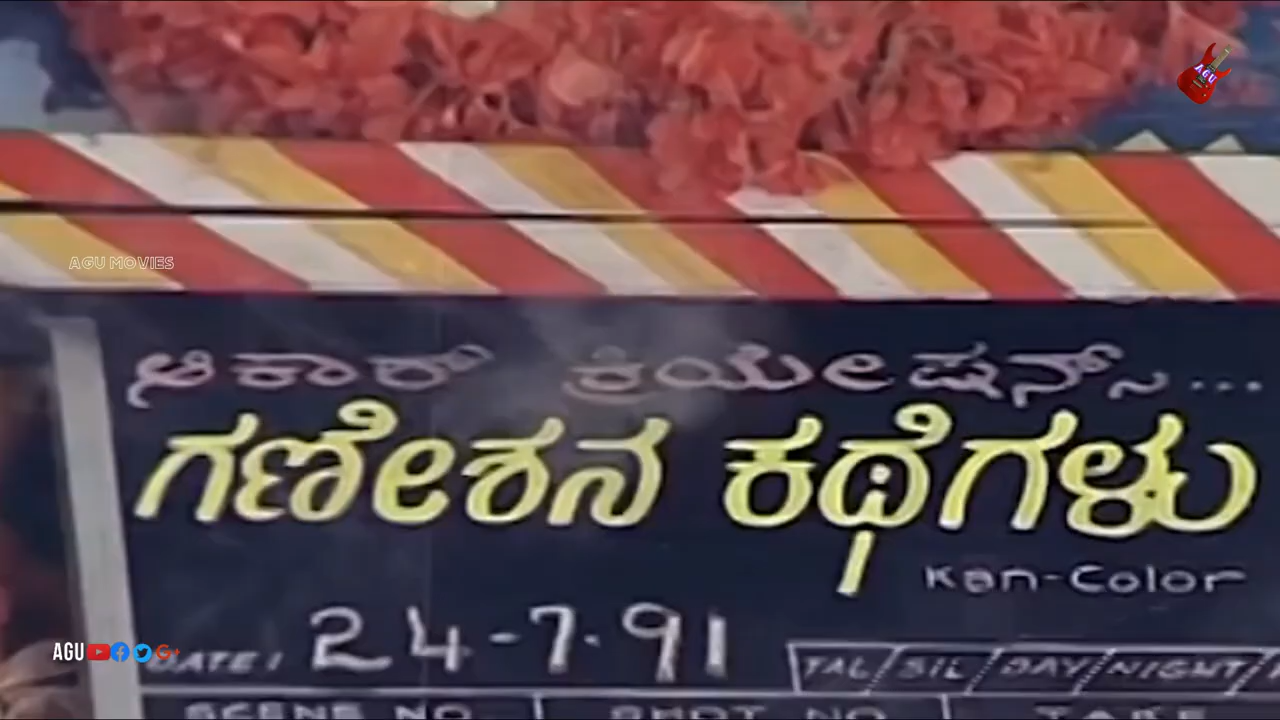 AGU
AGU MOVIES
ಆಕಾರ್ ಕ್ರಿಯೇಷನ್ಸ್...
ಗಣೇಶನ ಕಥೆಗಳು
Kan-Color
AGU
DATE: 24-7-91
TAL/SIL/DAY/NIGHT/
SCENE NO SHOT NO TAKE